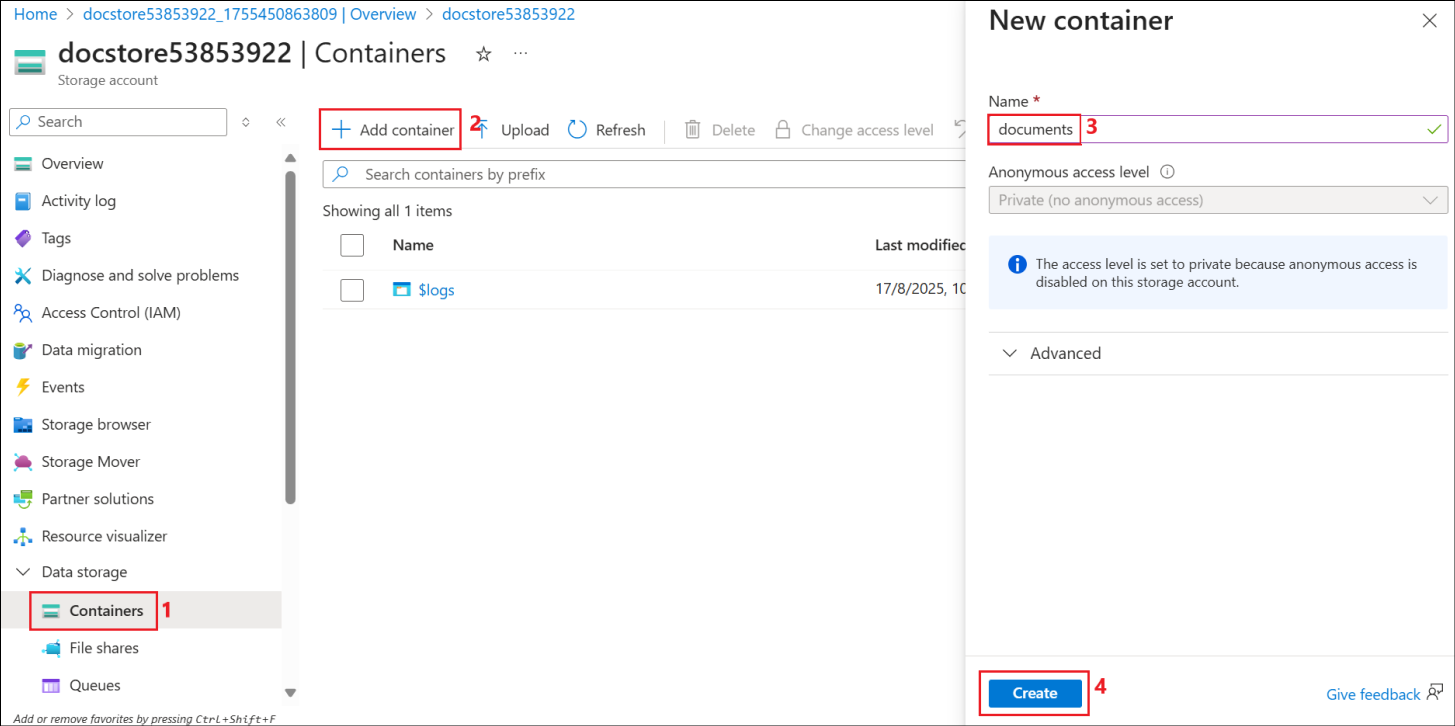 Home > docstore53853922_1755450863809 | Overview > docstore53853922
docstore53853922 | Containers
Storage account
Search
Overview
Activity log
Tags
Diagnose and solve problems
Access Control (IAM)
Data migration
Events
Storage browser
Storage Mover
Partner solutions
Resource visualizer
Data storage
Containers 1
File shares
Queues
Add or remove favorites by pressing Ctrl+Shift+F
Add container 2 Upload Refresh Delete Change access level
Search containers by prefix
Showing all 1 items
Name Last modified
$logs 17/8/2025, 10
New container
Name *
documents 3
Anonymous access level
Private (no anonymous access)
The access level is set to private because anonymous access is
disabled on this storage account.
Advanced
Create 4 Give feedback